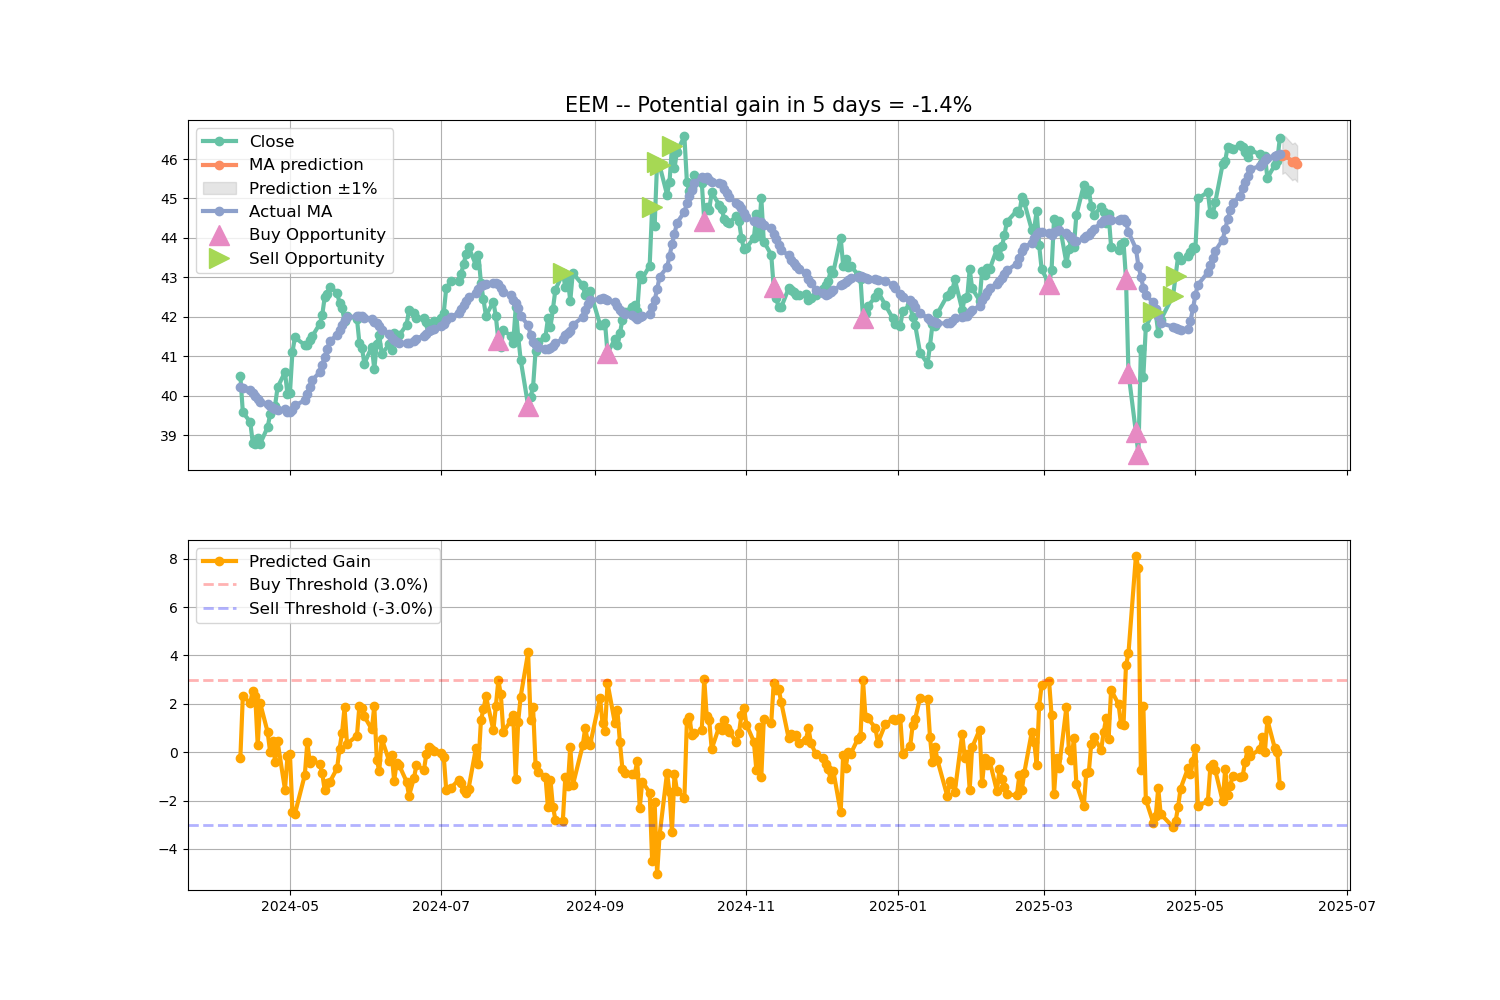 EEM -- Potential gain in 5 days = -1.4%
Close
MA prediction
Prediction ±1%
Actual MA
Buy Opportunity
Sell Opportunity
46
45
44
43
42
41
40
39
Predicted Gain
Buy Threshold (3.0%)
Sell Threshold (-3.0%)
8
6
4
2
0
−2
−4
2024-05
2024-07
2024-09
2024-11
2025-01
2025-03
2025-05
2025-07